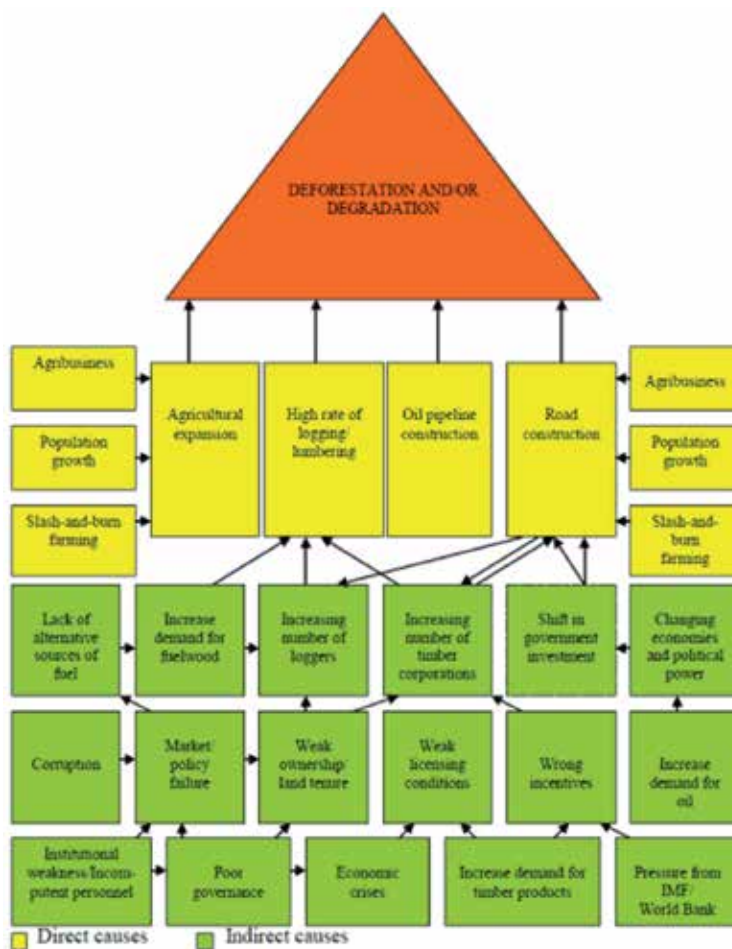 DEFORESTATION AND/OR
DEGRADATION
Agribusiness
Population
growth
Slash-and-burn
farming
Agricultural
expansion
High rate of
logging/
lumbering
Oil pipeline
construction
Road
construction
Agribusiness
Population
growth
Slash-and-
burn
farming
Lack of
alternative
sources of
fuel
Increase
demand for
fuelwood
Increasing
number of
loggers
Increasing
number of
timber
corporations
Shift in
government
investment
Changing
economies
and political
power
Corruption
Market/
policy
failure
Weak
ownership/
land tenure
Weak
licensing
conditions
Wrong
incentives
Increase
demand for
oil
Institutional
weakness/Incom-
petent personnel
Poor
governance
Economic
crises
Increase demand for
timber products
Pressure from
IMF/
World Bank
Direct causes
Indirect causes